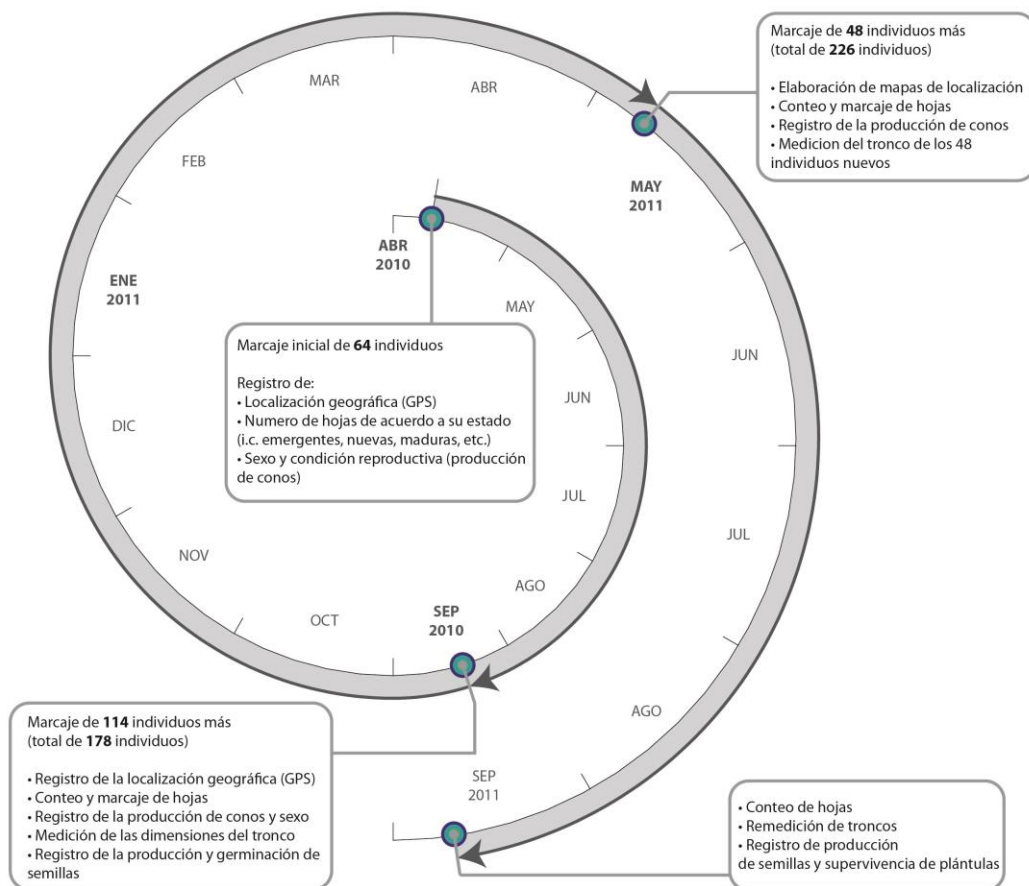 Marcaje de 48 individuos más
(total de 226 individuos)
• Elaboración de mapas de localización
• Conteo y marcaje de hojas
• Registro de la producción de conos
• Medicion del tronco de los 48
individuos nuevos
MAR
ABR
FEB
MAY
2011
ENE
2011
ABR
2010
MAY
Marcaje inicial de 64 individuos
Registro de:
• Localización geográfica (GPS)
• Numero de hojas de acuerdo a su estado
(i.c. emergentes, nuevas, maduras, etc.)
• Sexo y condición reproductiva (producción
de conos)
JUN
JUN
DIC
JUL
JUL
NOV
AGO
OCT
SEP
2010
AGO
Marcaje de 114 individuos más
(total de 178 individuos)
• Registro de la localización geográfica (GPS)
• Conteo y marcaje de hojas
• Registro de la producción de conos y sexo
• Medición de las dimensiones del tronco
• Registro de la producción y germinación de
semillas
SEP
2011
• Conteo de hojas
• Remedición de troncos
• Registro de producción
de semillas y supervivencia de plántulas